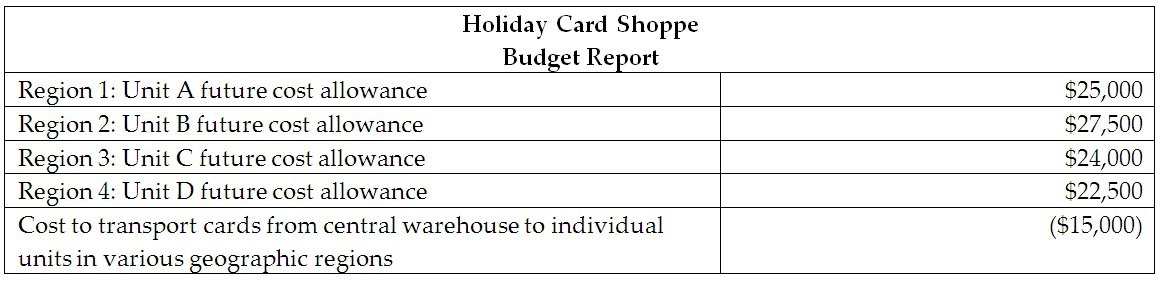 Holiday Card Shoppe
Budget Report
Region 1: Unit A future cost allowance $25,000
Region 2: Unit B future cost allowance $27,500
Region 3: Unit C future cost allowance $24,000
Region 4: Unit D future cost allowance $22,500
Cost to transport cards from central warehouse to individual ($15,000)
units in various geographic regions